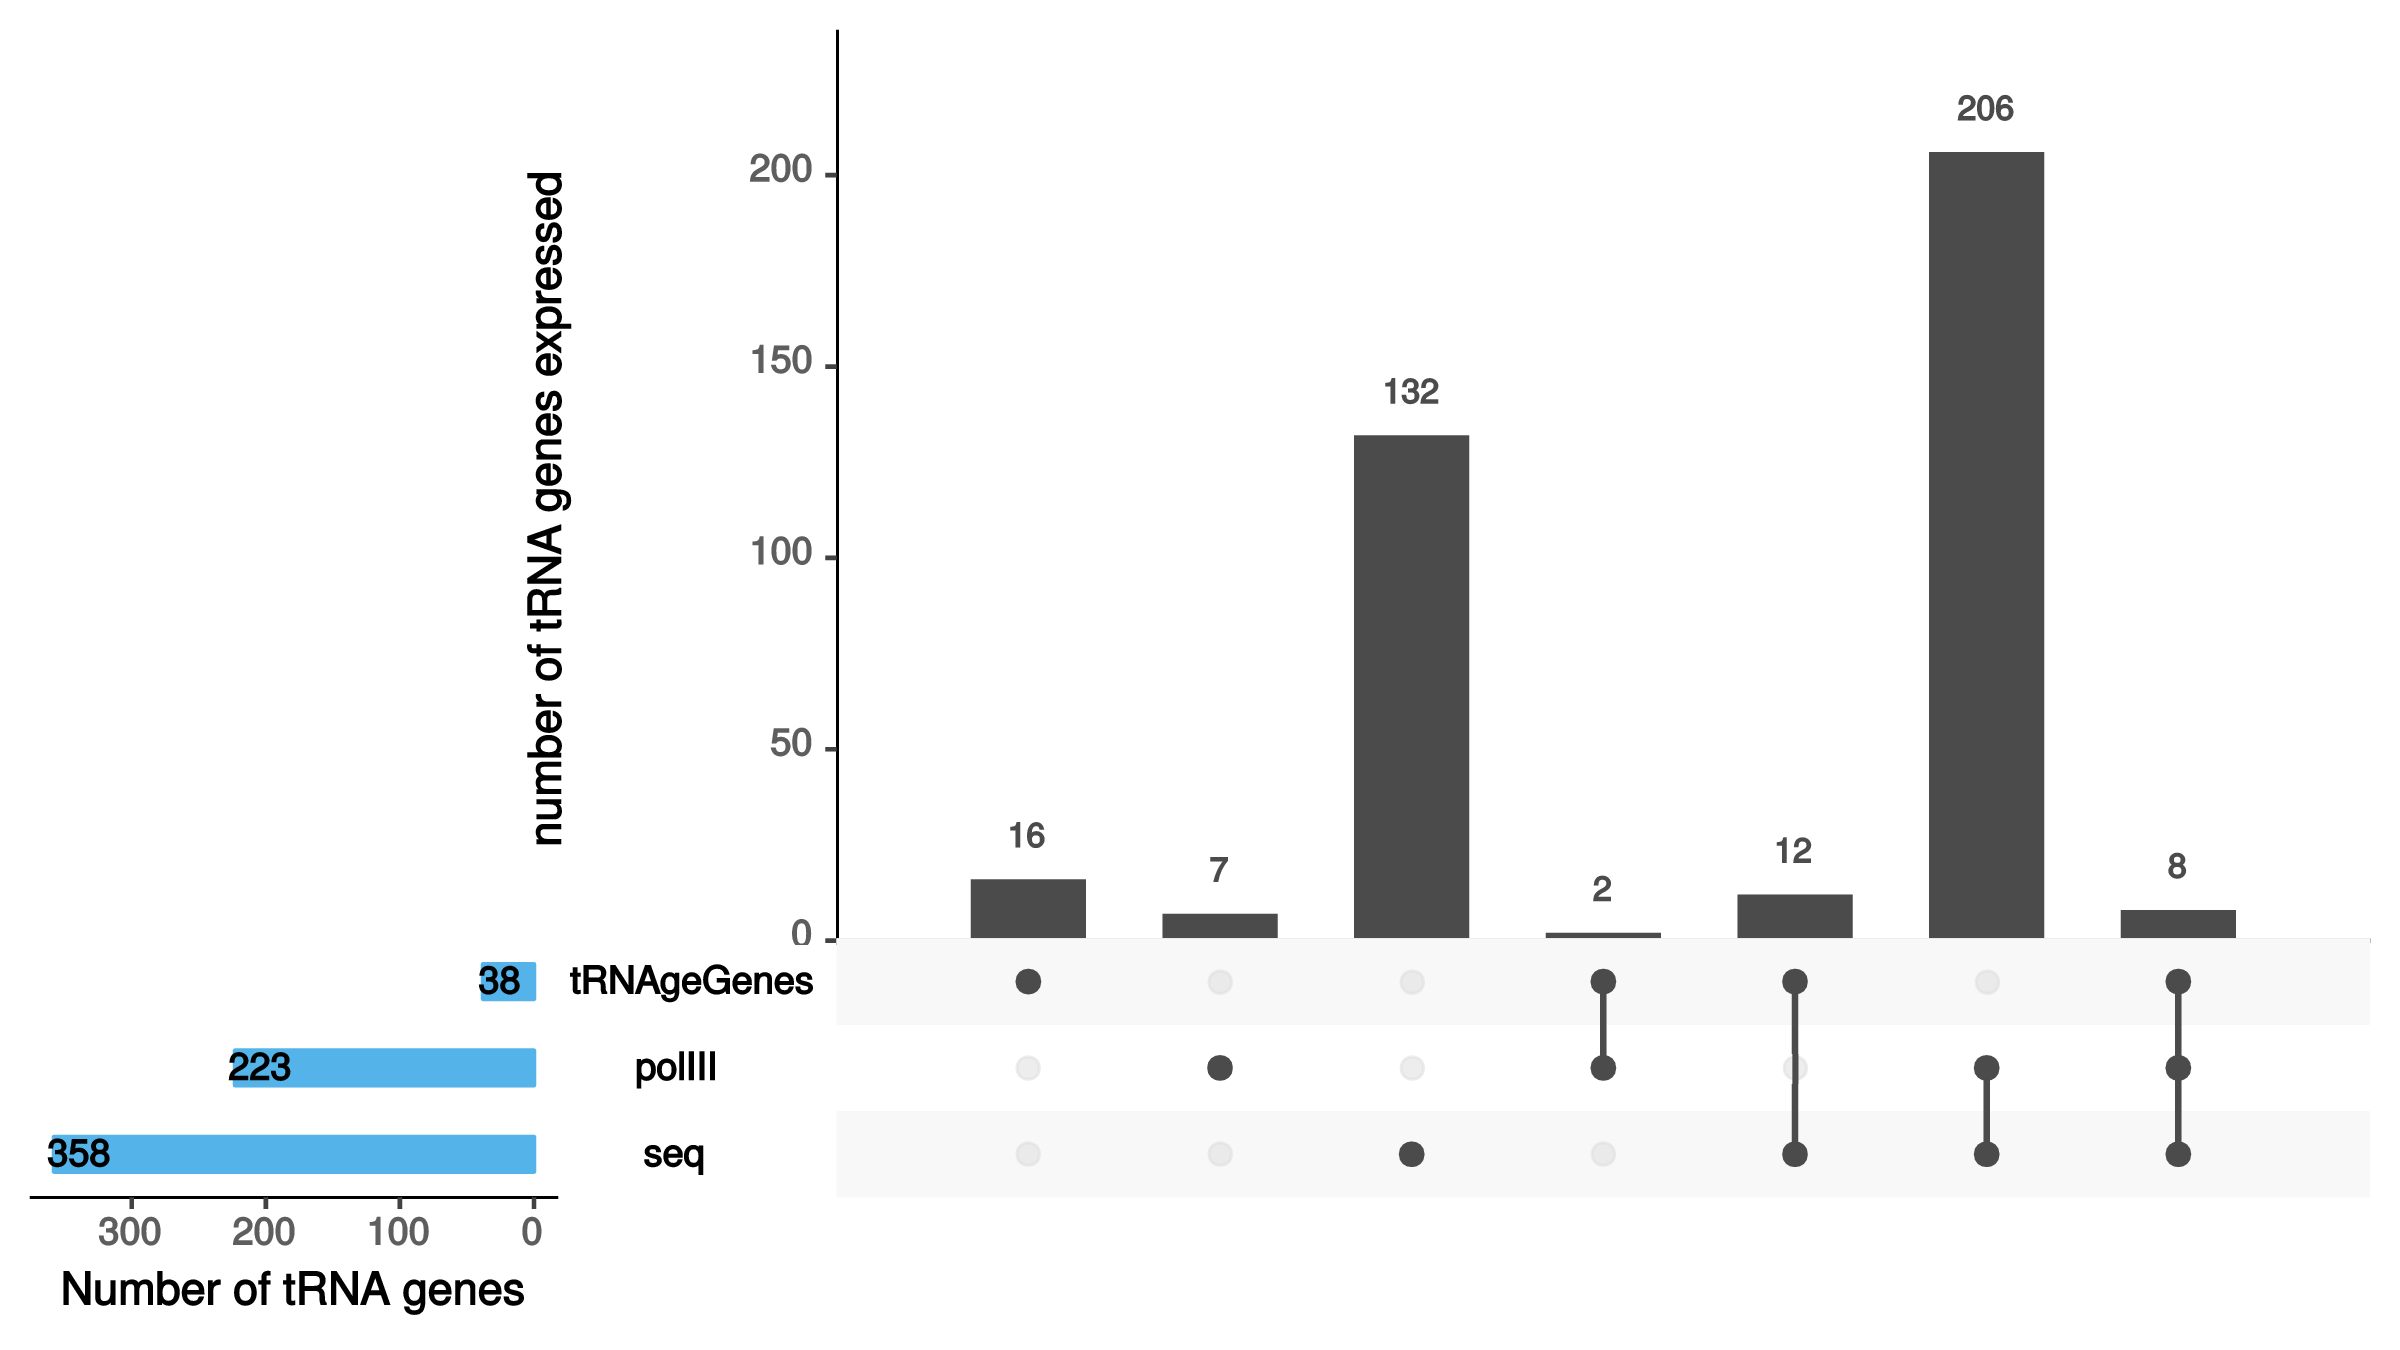 number of tRNA genes expressed
200
150
100
50
0
16
7
132
2
12
206
8
38
tRNAgeGenes
223
polIII
358
seq
300 200 100 0
Number of tRNA genes